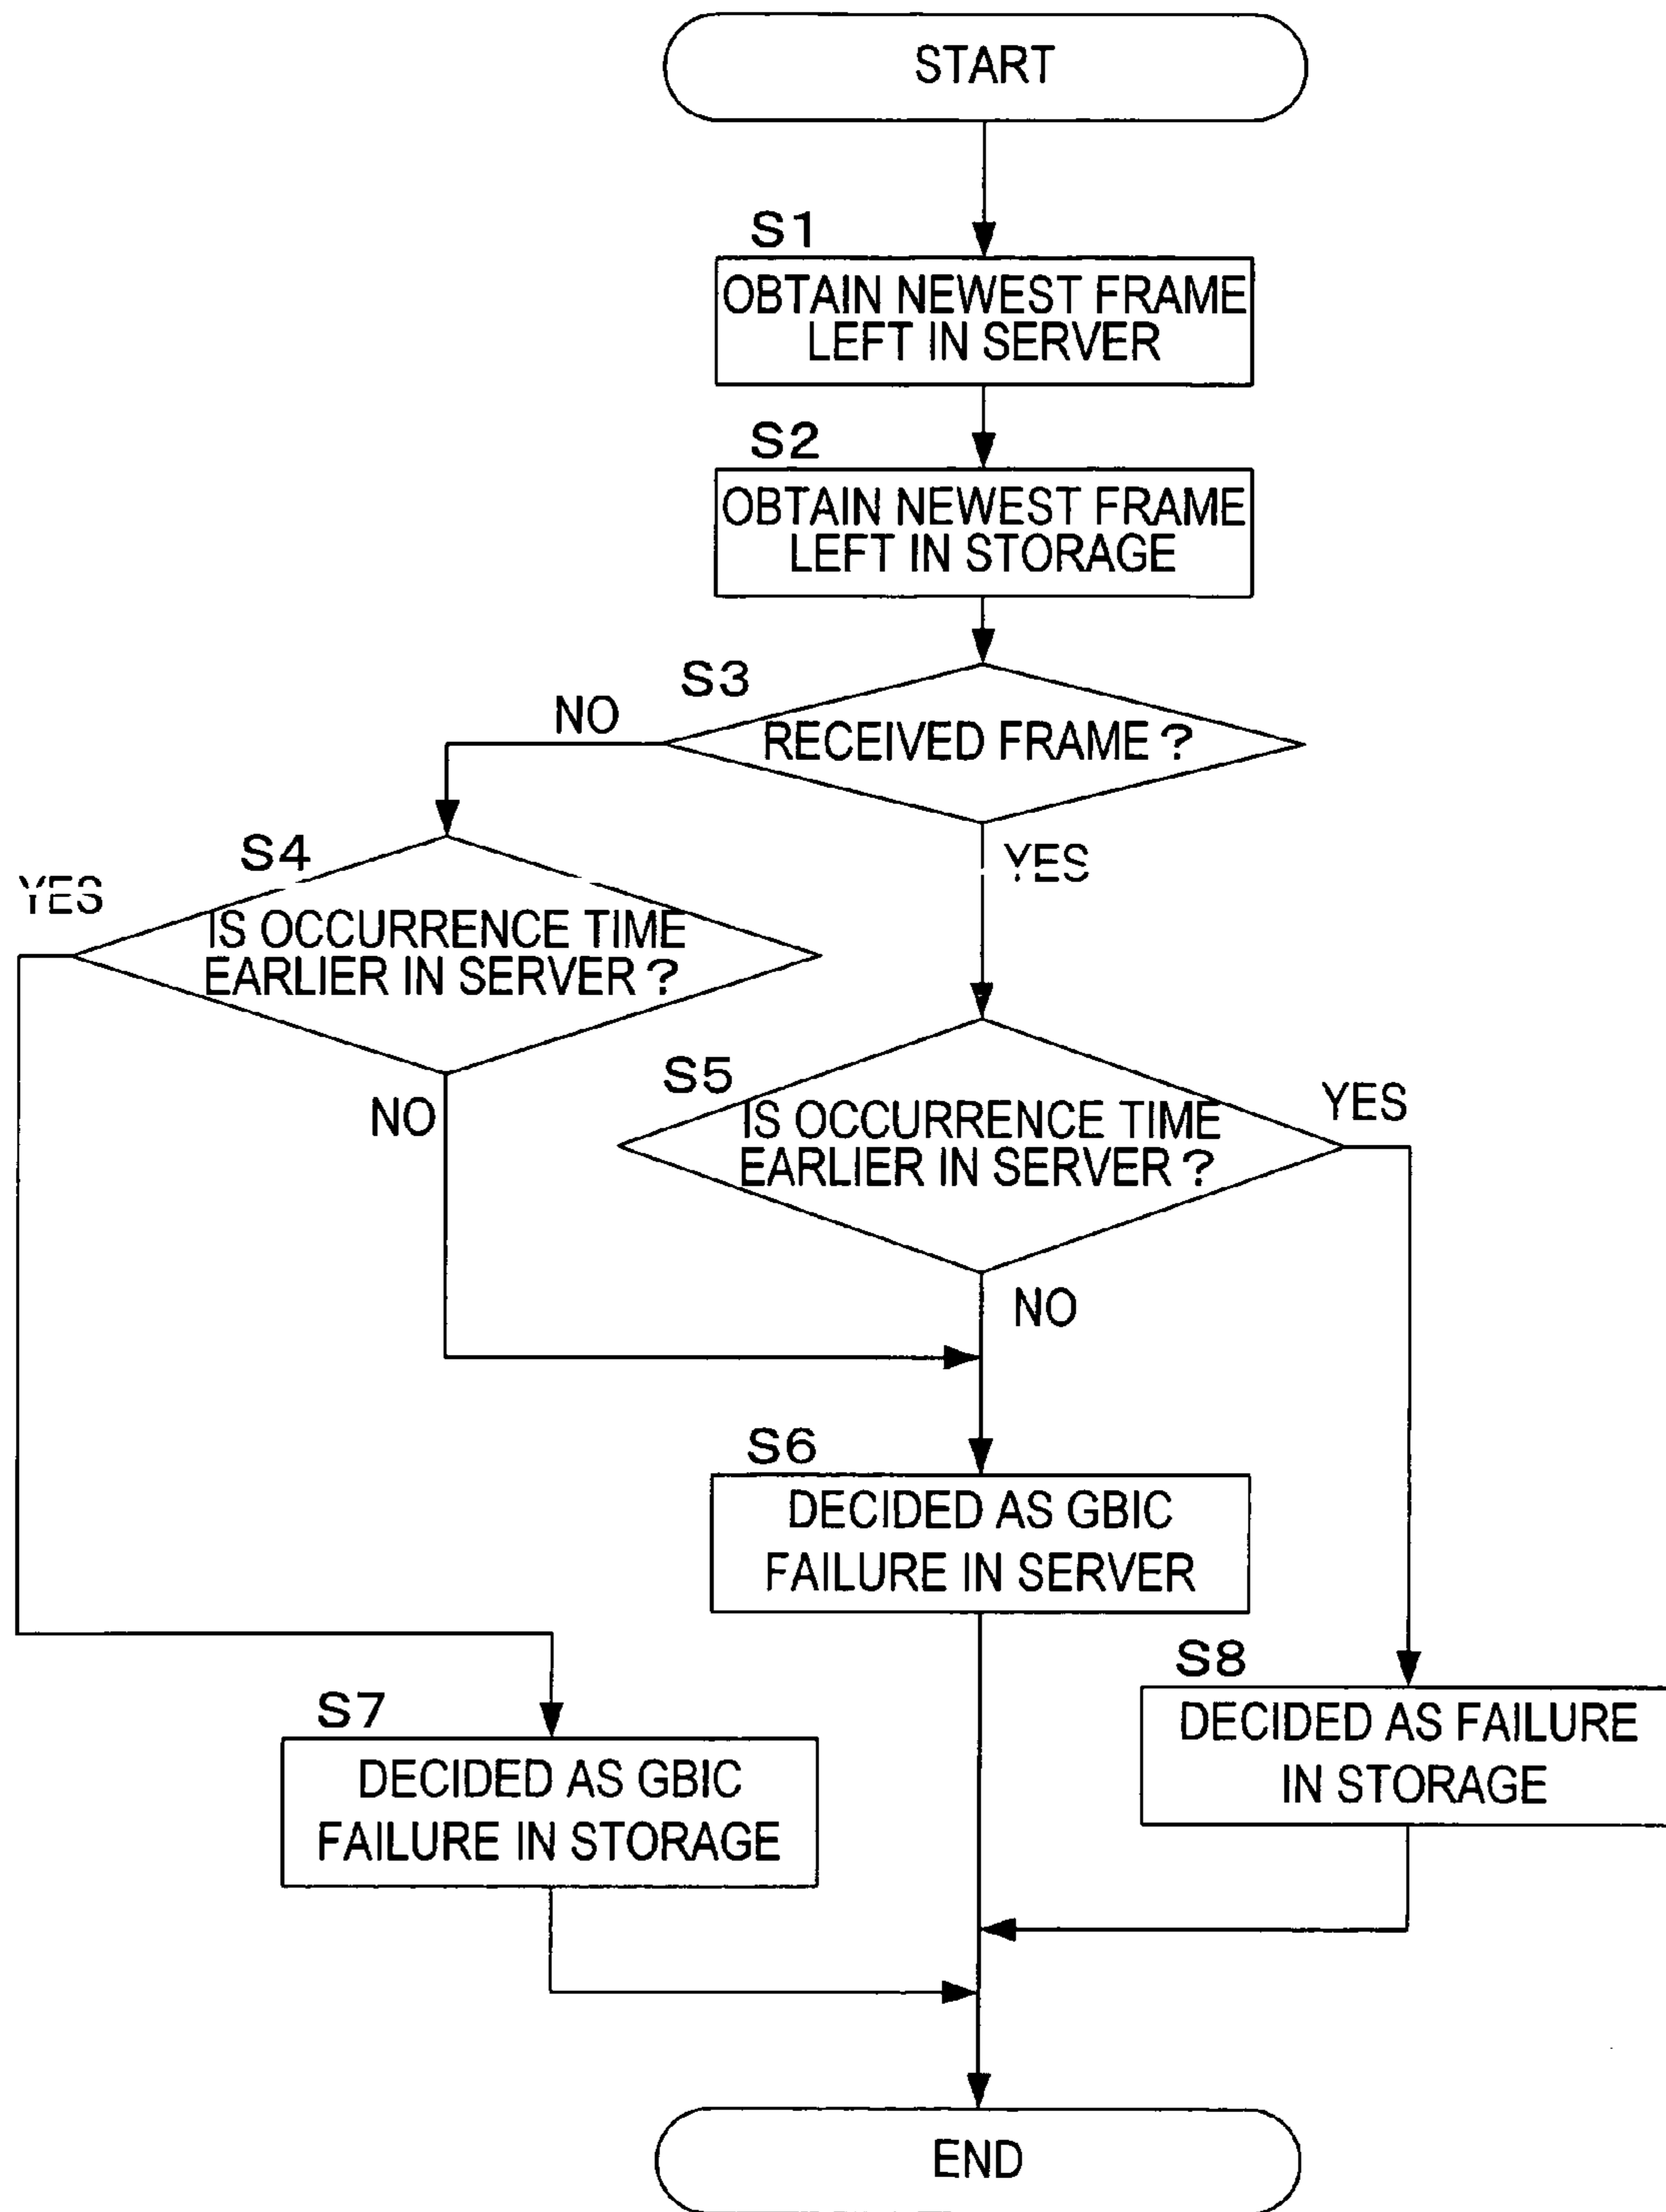 START
S1
OBTAIN NEWEST FRAME
LEFT IN SERVER
S2
OBTAIN NEWEST FRAME
LEFT IN STORAGE
S3
NO
RECEIVED FRAME ?
YES
S4
YES
IS OCCURRENCE TIME
EARLIER IN SERVER ?
NO
S5
YES
IS OCCURRENCE TIME
EARLIER IN SERVER ?
NO
S6
DECIDED AS GBIC
FAILURE IN SERVER
S7
DECIDED AS GBIC
FAILURE IN STORAGE
S8
DECIDED AS FAILURE
IN STORAGE
END